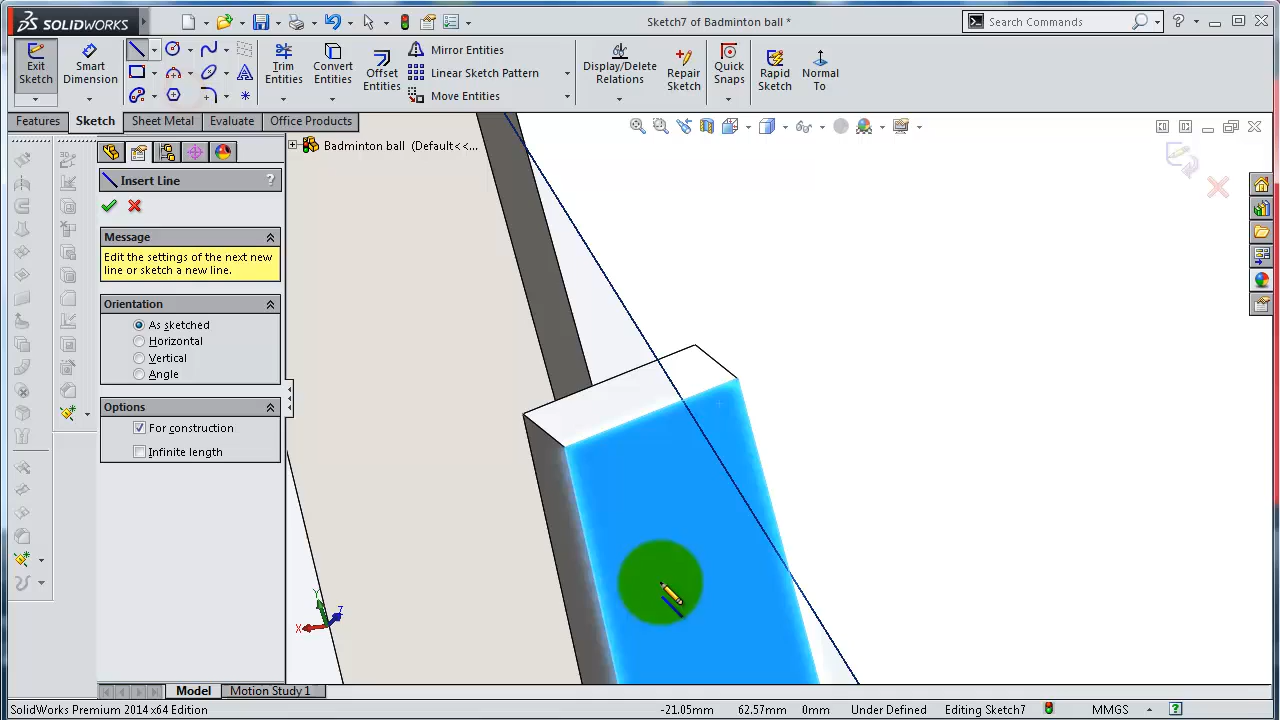 SOLIDWORKS
Sketch7 of Badminton ball *
Search Commands
?
Exit Sketch
Smart Dimension
Trim Entities
Convert Entities
Offset Entities
Mirror Entities
Linear Sketch Pattern
Move Entities
Display/Delete Relations
Repair Sketch
Quick Snaps
Rapid Sketch
Normal To
Features
Sketch
Sheet Metal
Evaluate
Office Products
Badminton ball (Default<<...
Insert Line
?
Message
Edit the settings of the next new
line or sketch a new line.
Orientation
As sketched
Horizontal
Vertical
Angle
Options
For construction
Infinite length
Y
X
Z
Model
Motion Study 1
SolidWorks Premium 2014 x64 Edition
-21.05mm
62.57mm
0mm
Under Defined
Editing Sketch7
MMGS
?